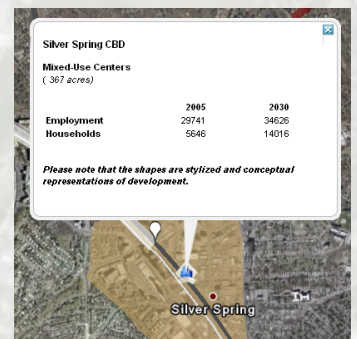 Silver Spring CBD
Mixed-Use Centers
( 367 acres)
2005 2030
Employment 29741 34626
Households 5646 14016
Please note that the shapes are stylized and conceptual
representations of development.
Silver Spring